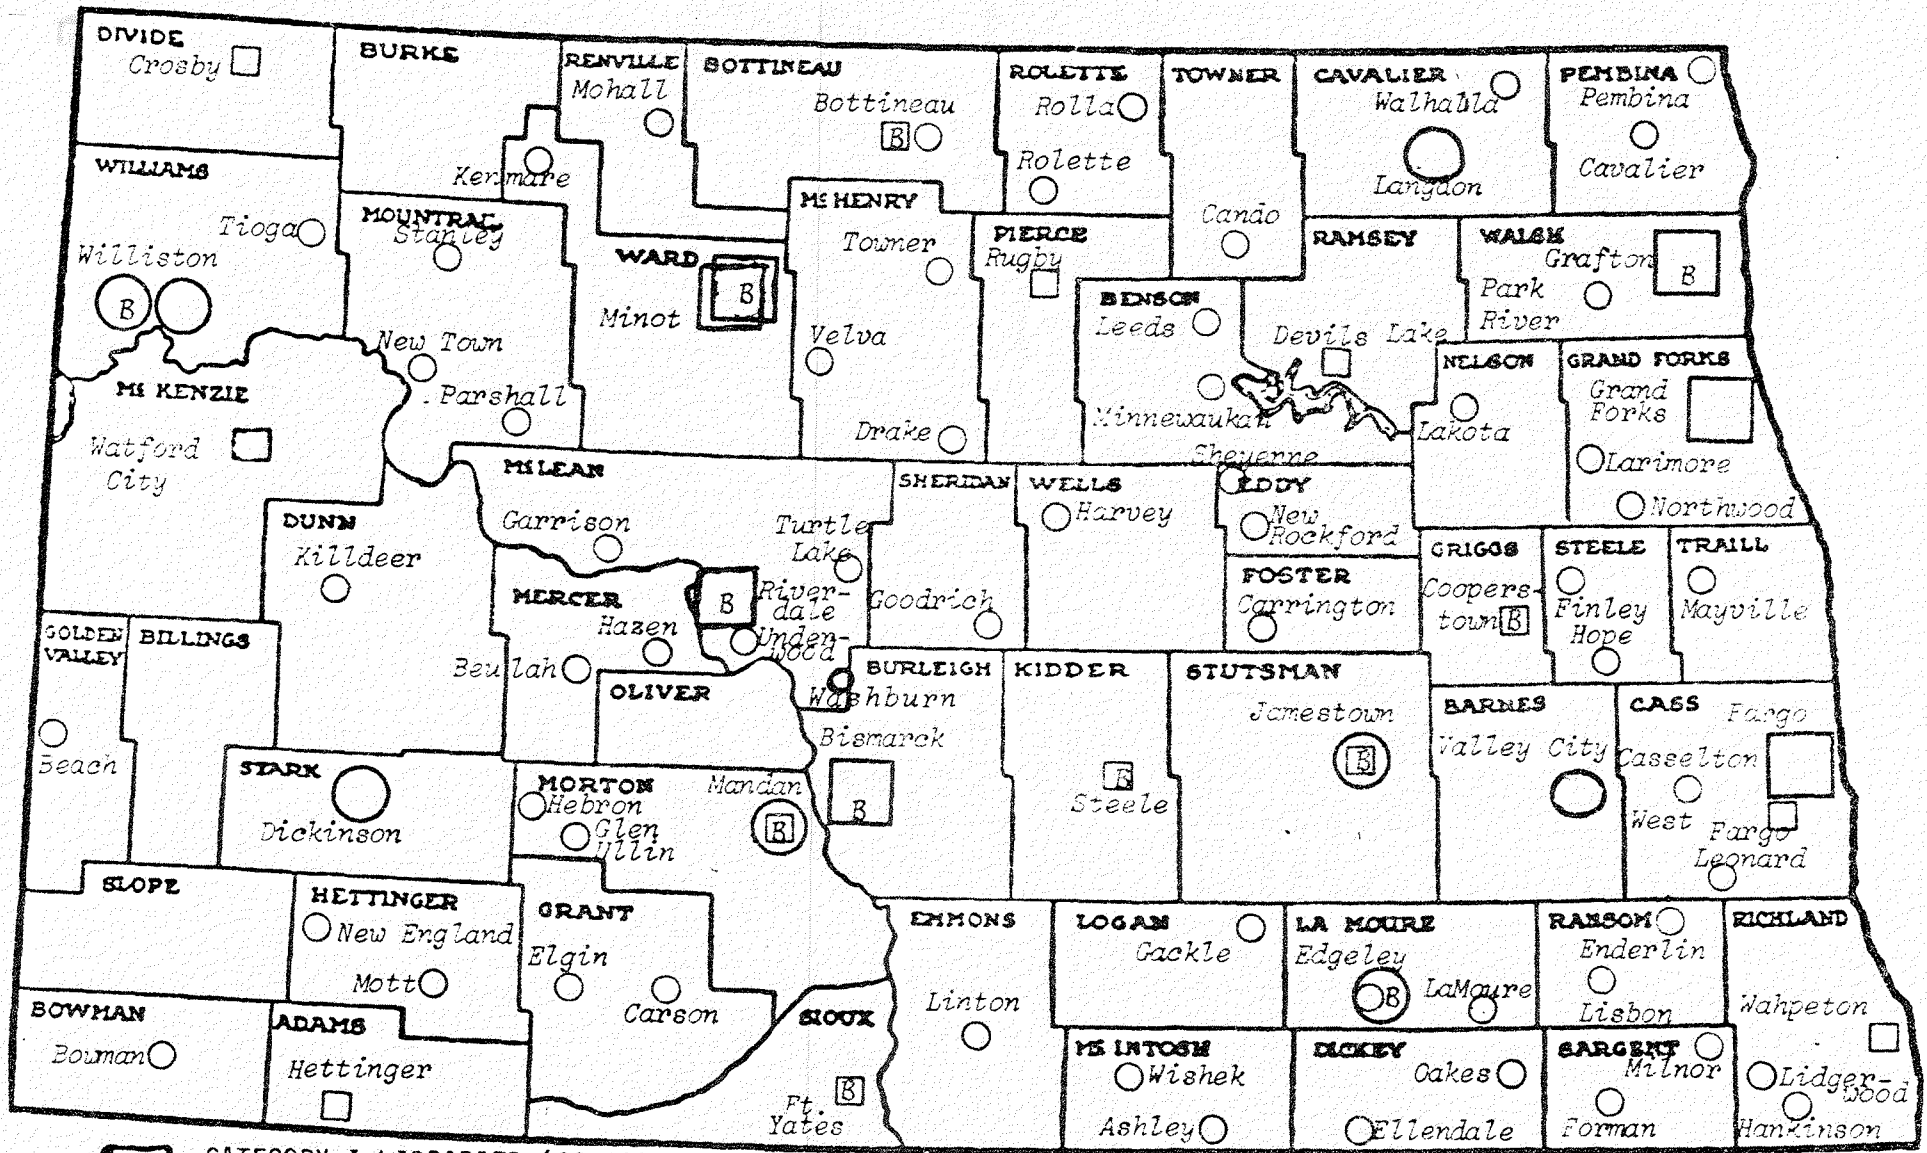 DIVIDE
Crosby
BURKE
RENVILLE
Mohall
BOTTINEAU
Bottineau
B
ROLETTE
Rolla
Rolette
TOWNER
Cando
CAVALIER
Walhalla
Langdon
PEMBINA
Pembina
Cavalier
WILLIAMS
Tioga
Williston
B
Kenmare
MOUNTRAIL
Stanley
New Town
Parshall
WARD
Minot
B
McHENRY
Towner
Velva
Drake
PIERCE
Rugby
BENSON
Leeds
Minnewaukan
RAMSEY
Devils Lake
WALSH
Grafton
B
Park
River
NELSON
Lakota
GRAND FORKS
Grand
Forks
Larimore
Northwood
McKENZIE
Watford
City
DUNN
Killdeer
McLEAN
Garrison
Turtle
Lake
B
River-
dale
Under-
wood
Washburn
SHERIDAN
Goodrich
WELLS
Harvey
Sheyenne
EDDY
New
Rockford
FOSTER
Carrington
GRIGGS
Coopers-
town
B
STEELE
Finley
Hope
TRAILL
Mayville
MERCER
Hazen
Beulah
OLIVER
GOLDEN
VALLEY
Beach
BILLINGS
STARK
Dickinson
MORTON
Hebron
Glen
Ullin
Mandan
B
BURLEIGH
Bismarck
B
KIDDER
B
Steele
STUTSMAN
Jamestown
B
BARNES
Valley City
CASS
Fargo
Casselton
West Fargo
Leonard
SLOPE
HETTINGER
New England
Mott
GRANT
Elgin
Carson
BOWMAN
Bowman
ADAMS
Hettinger
SIOUX
B
Ft.
Yates
EMMONS
Linton
LOGAN
Gackle
LA MOURE
Edgeley
B
LaMoure
RANSOM
Enderlin
Lisbon
RICHLAND
Wahpeton
Lidger-
wood
Hankinson
McINTOSH
Wishek
Ashley
DICKEY
Oakes
Ellendale
SARGENT
Milnor
Forman